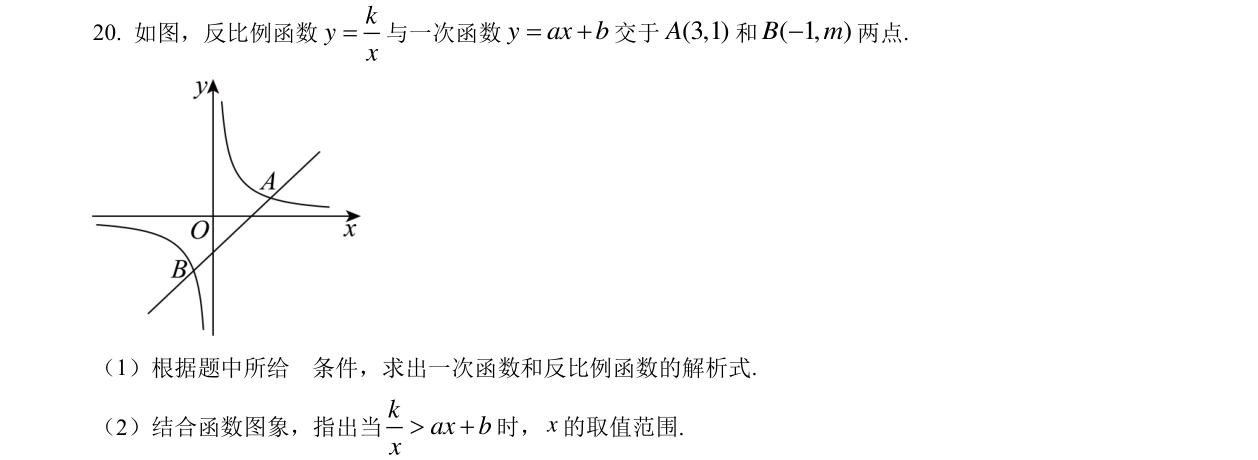 20. 如图，反比例函数 y = k/x 与一次函数 y = ax + b 交于 A(3,1) 和 B(−1, m) 两点.
y
A
O
x
B
（1）根据题中所给　条件，求出一次函数和反比例函数的解析式.
（2）结合函数图象，指出当 k/x > ax + b 时， x 的取值范围.